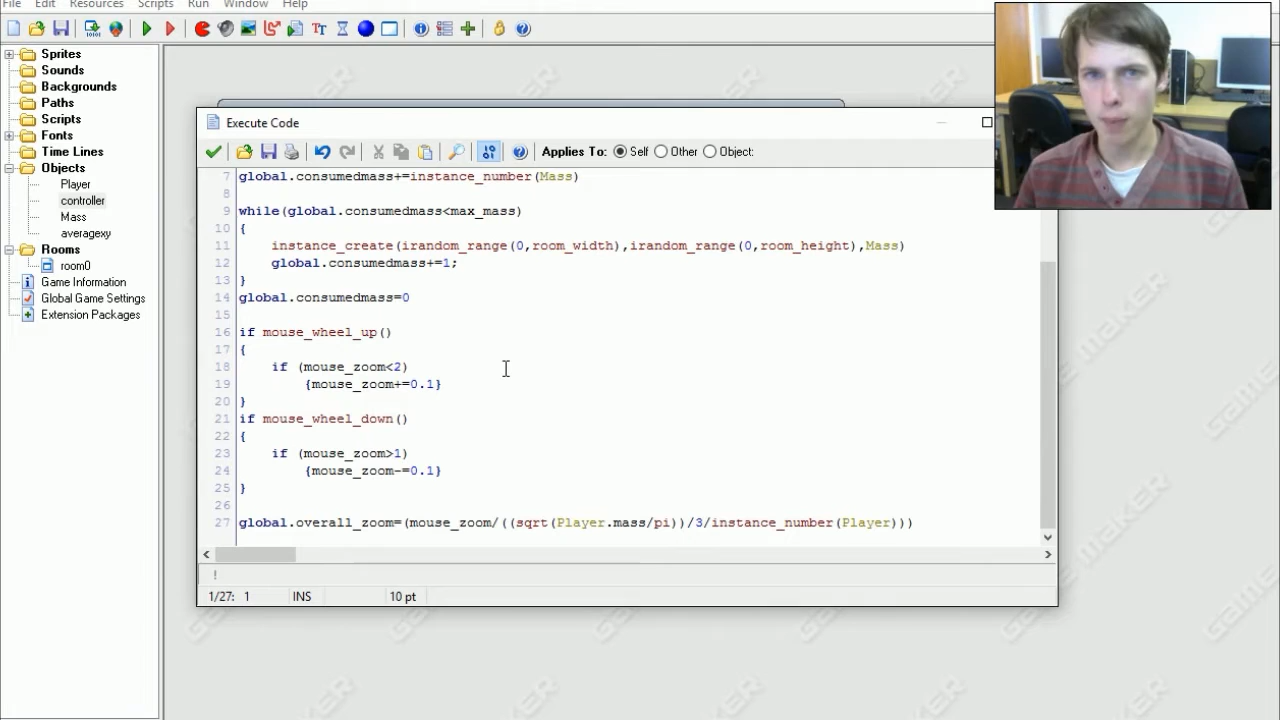 File Edit Resources Scripts Run Window Help
Sprites
Sounds
Backgrounds
Paths
Scripts
Fonts
Time Lines
Objects
Player
controller
Mass
averagexy
Rooms
room0
Game Information
Global Game Settings
Extension Packages
Execute Code
Applies To: Self Other Object:
7 global.consumedmass+=instance_number(Mass)
8
9 while(global.consumedmass<max_mass)
10 {
11 instance_create(irandom_range(0,room_width),irandom_range(0,room_height),Mass)
12 global.consumedmass+=1;
13 }
14 global.consumedmass=0
15
16 if mouse_wheel_up()
17 {
18 if (mouse_zoom<2)
19 {mouse_zoom+=0.1}
20 }
21 if mouse_wheel_down()
22 {
23 if (mouse_zoom>1)
24 {mouse_zoom-=0.1}
25 }
26
27 global.overall_zoom=(mouse_zoom/((sqrt(Player.mass/pi))/3/instance_number(Player)))
1/27: 1 INS 10 pt